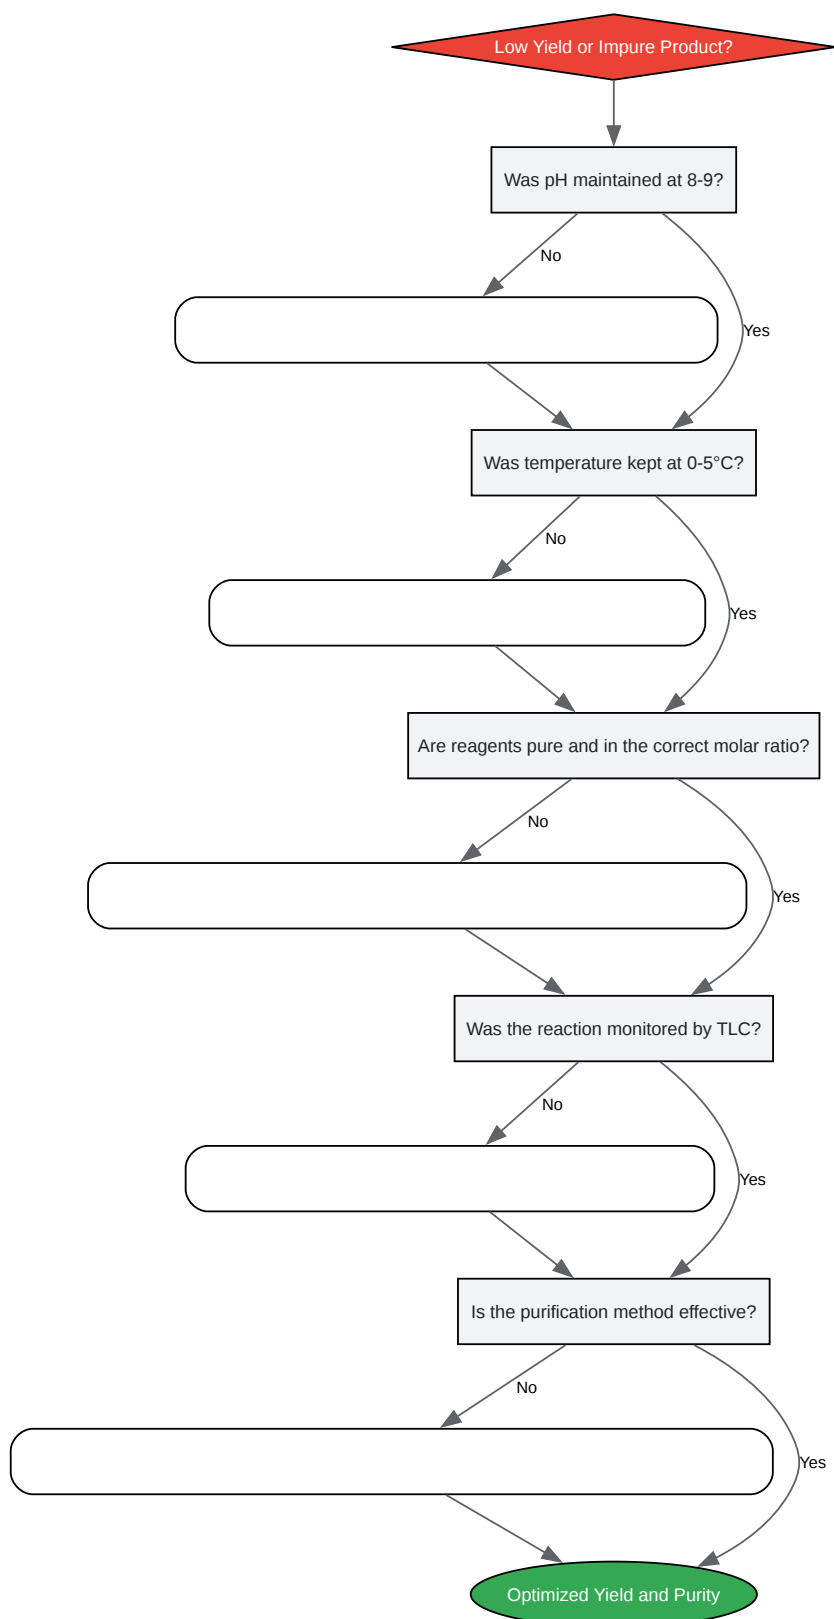 Low Yield or Impure Product?
Was pH maintained at 8-9?
No
Yes
Was temperature kept at 0-5°C?
No
Yes
Are reagents pure and in the correct molar ratio?
No
Yes
Was the reaction monitored by TLC?
No
Yes
Is the purification method effective?
No
Yes
Optimized Yield and Purity